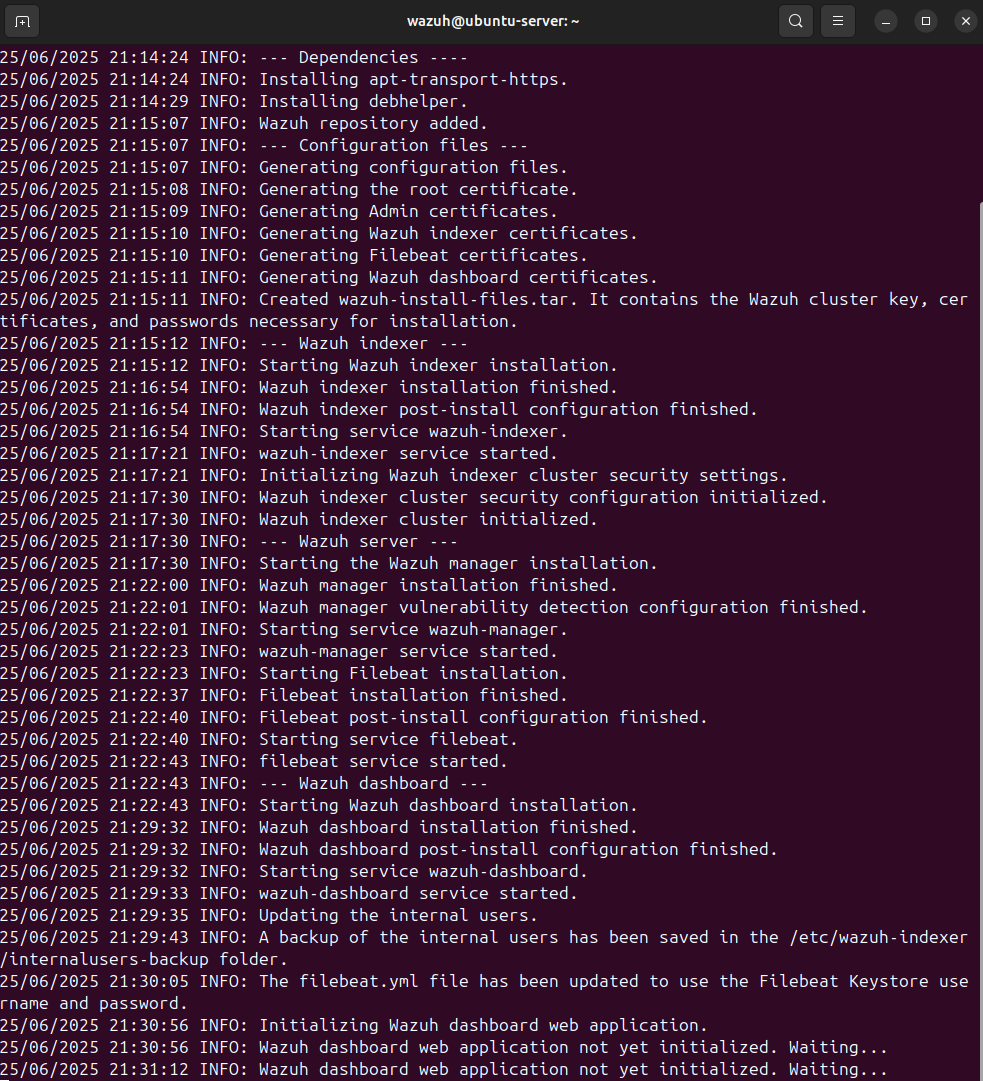 wazuh@ubuntu-server: ~
25/06/2025 21:14:24 INFO: --- Dependencies ----
25/06/2025 21:14:24 INFO: Installing apt-transport-https.
25/06/2025 21:14:29 INFO: Installing debhelper.
25/06/2025 21:15:07 INFO: Wazuh repository added.
25/06/2025 21:15:07 INFO: --- Configuration files ---
25/06/2025 21:15:07 INFO: Generating configuration files.
25/06/2025 21:15:08 INFO: Generating the root certificate.
25/06/2025 21:15:09 INFO: Generating Admin certificates.
25/06/2025 21:15:10 INFO: Generating Wazuh indexer certificates.
25/06/2025 21:15:10 INFO: Generating Filebeat certificates.
25/06/2025 21:15:11 INFO: Generating Wazuh dashboard certificates.
25/06/2025 21:15:11 INFO: Created wazuh-install-files.tar. It contains the Wazuh cluster key, cer
tificates, and passwords necessary for installation.
25/06/2025 21:15:12 INFO: --- Wazuh indexer ---
25/06/2025 21:15:12 INFO: Starting Wazuh indexer installation.
25/06/2025 21:16:54 INFO: Wazuh indexer installation finished.
25/06/2025 21:16:54 INFO: Wazuh indexer post-install configuration finished.
25/06/2025 21:16:54 INFO: Starting service wazuh-indexer.
25/06/2025 21:17:21 INFO: wazuh-indexer service started.
25/06/2025 21:17:21 INFO: Initializing Wazuh indexer cluster security settings.
25/06/2025 21:17:30 INFO: Wazuh indexer cluster security configuration initialized.
25/06/2025 21:17:30 INFO: Wazuh indexer cluster initialized.
25/06/2025 21:17:30 INFO: --- Wazuh server ---
25/06/2025 21:17:30 INFO: Starting the Wazuh manager installation.
25/06/2025 21:22:00 INFO: Wazuh manager installation finished.
25/06/2025 21:22:01 INFO: Wazuh manager vulnerability detection configuration finished.
25/06/2025 21:22:01 INFO: Starting service wazuh-manager.
25/06/2025 21:22:23 INFO: wazuh-manager service started.
25/06/2025 21:22:23 INFO: Starting Filebeat installation.
25/06/2025 21:22:37 INFO: Filebeat installation finished.
25/06/2025 21:22:40 INFO: Filebeat post-install configuration finished.
25/06/2025 21:22:40 INFO: Starting service filebeat.
25/06/2025 21:22:43 INFO: filebeat service started.
25/06/2025 21:22:43 INFO: --- Wazuh dashboard ---
25/06/2025 21:22:43 INFO: Starting Wazuh dashboard installation.
25/06/2025 21:29:32 INFO: Wazuh dashboard installation finished.
25/06/2025 21:29:32 INFO: Wazuh dashboard post-install configuration finished.
25/06/2025 21:29:32 INFO: Starting service wazuh-dashboard.
25/06/2025 21:29:33 INFO: wazuh-dashboard service started.
25/06/2025 21:29:35 INFO: Updating the internal users.
25/06/2025 21:29:43 INFO: A backup of the internal users has been saved in the /etc/wazuh-indexer
/internalusers-backup folder.
25/06/2025 21:30:05 INFO: The filebeat.yml file has been updated to use the Filebeat Keystore use
rname and password.
25/06/2025 21:30:56 INFO: Initializing Wazuh dashboard web application.
25/06/2025 21:30:56 INFO: Wazuh dashboard web application not yet initialized. Waiting...
25/06/2025 21:31:12 INFO: Wazuh dashboard web application not yet initialized. Waiting...